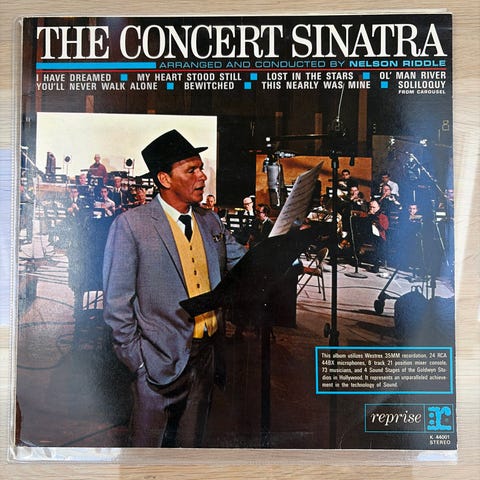 THE CONCERT SINATRA
ARRANGED AND CONDUCTED BY NELSON RIDDLE
I HAVE DREAMED ■ MY HEART STOOD STILL ■ LOST IN THE STARS ■ OL' MAN RIVER
YOU'LL NEVER WALK ALONE ■ BEWITCHED ■ THIS NEARLY WAS MINE ■ SOLILOQUY
FROM CAROUSEL
This album utilizes Westrex 35MM recordation, 24 RCA
44BX microphones, 8 track 21 position mixer console,
73 musicians, and 4 Sound Stages of the Goldwyn Stu-
dios in Hollywood. It represents an unparalleled achieve-
ment in the technology of Sound.
reprise r:
K 44001
STEREO